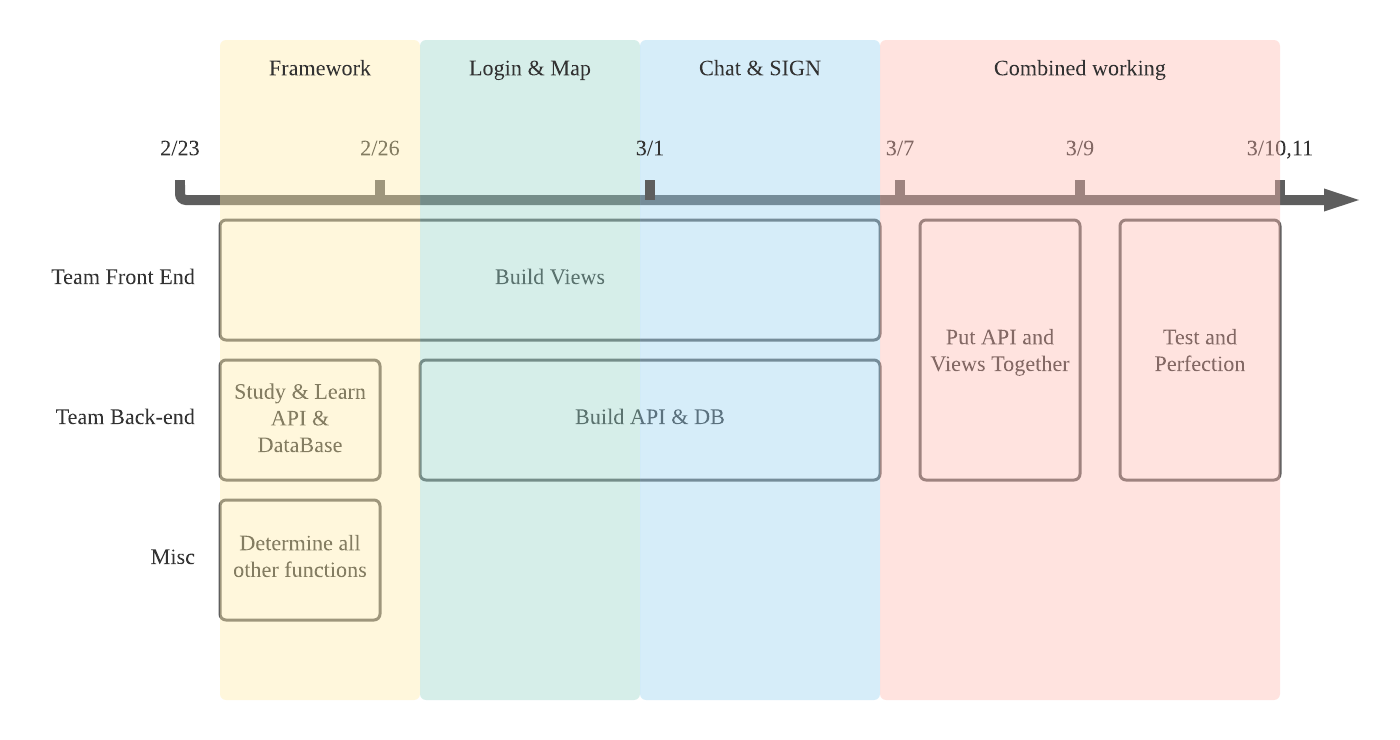 Framework
Login & Map
Chat & SIGN
Combined working
2/23
2/26
3/1
3/7
3/9
3/10,11
Team Front End
Build Views
Put API and
Views Together
Test and
Perfection
Team Back-end
Study & Learn
API &
DataBase
Build API & DB
Misc
Determine all
other functions